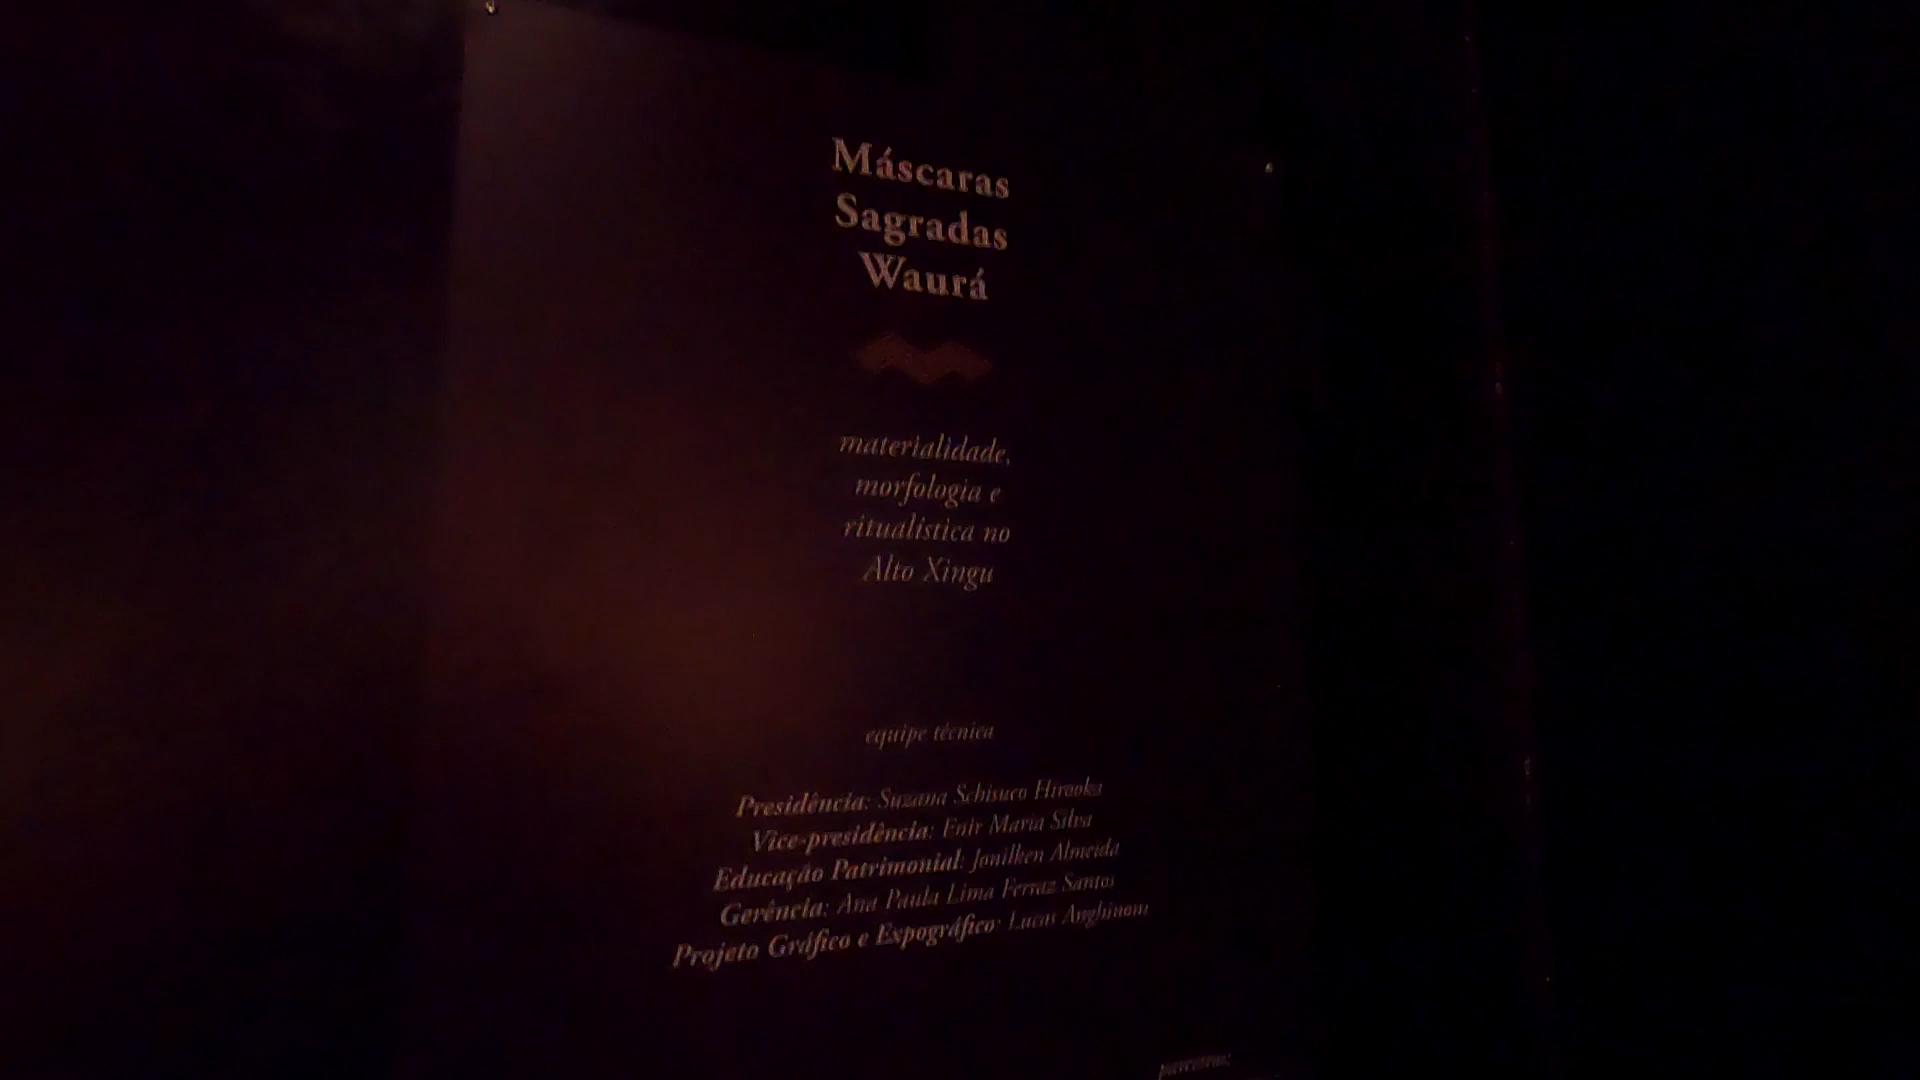 Máscaras
Sagradas
Waurá
materialidade,
morfologia e
ritualística no
Alto Xingu
equipe técnica
Presidência: Suzana Schisuco Hirooka
Vice-presidência: Enir Maria Silva
Educação Patrimonial: Jonilken Almeida
Gerência: Ana Paula Lima Ferraz Santos
Projeto Gráfico e Expográfico: Lucas Anghinoni